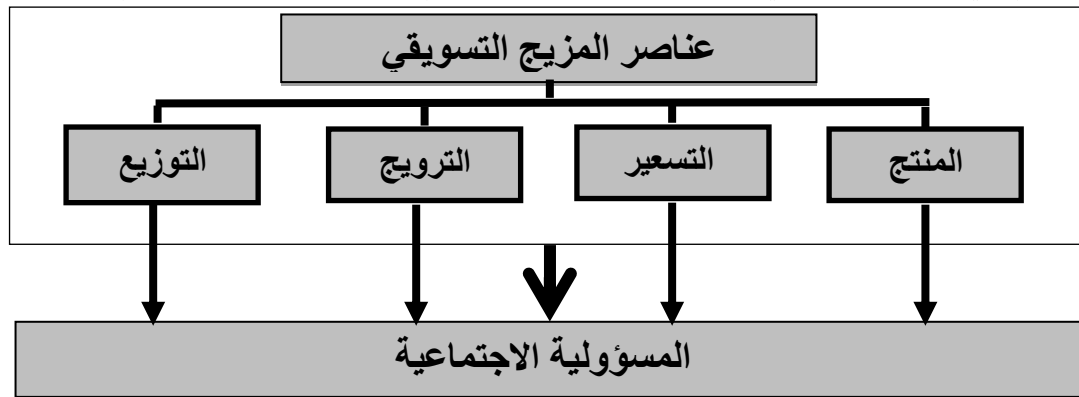 عناصر المزيج التسويقي
المنتج
التسعير
الترويج
التوزيع
المسؤولية الاجتماعية